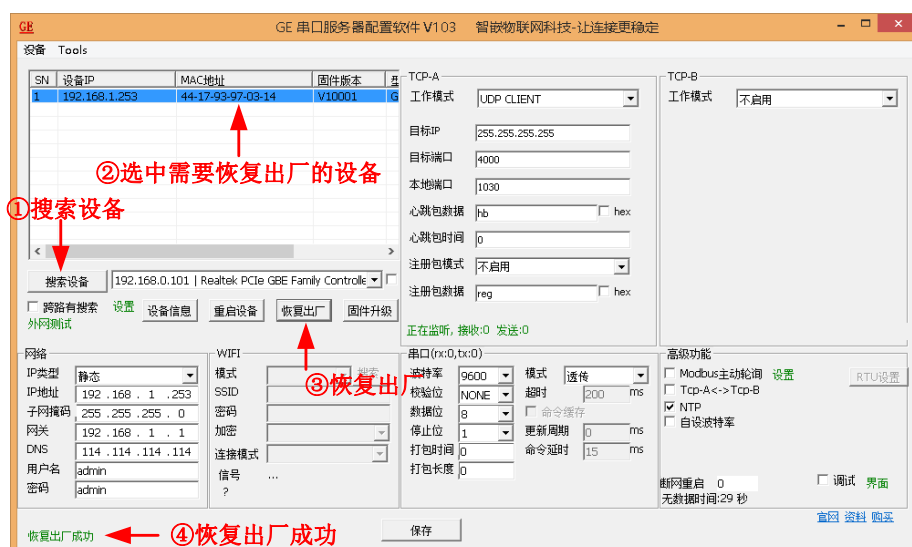 GE
GE 串口服务器配置软件 V103 智嵌物联网科技-让连接更稳定
设备 Tools
SN 设备IP MAC地址 固件版本
1 192.168.1.253 44-17-93-97-03-14 V10001 G
②选中需要恢复出厂的设备
①搜索设备
搜索设备 192.168.0.101 | Realtek PCIe GBE Family Controlle
跨路有搜索 设置 设备信息 重启设备 恢复出厂 固件升级
外网测试
③恢复出厂
TCP-A
工作模式 UDP CLIENT
目标IP 255.255.255.255
目标端口 4000
本地端口 1030
心跳包数据 hb hex
心跳包时间 0
注册包模式 不启用
注册包数据 reg hex
正在监听, 接收:0 发送:0
TCP-B
工作模式 不启用
网络
IP类型 静态
IP地址 192 .168 . 1 .253
子网掩码 255 .255 .255 . 0
网关 192 .168 . 1 . 1
DNS 114 .114 .114 .114
用户名 admin
密码 admin
WIFI
模式 搜索
SSID
密码
加密
连接模式
信号 ...
?
串口(rx:0,tx:0)
波特率 9600 模式 透传
校验位 NONE 超时 200 ms
数据位 8 命令缓存
停止位 1 更新周期 0 ms
打包时间 0 命令延时 15 ms
打包长度 0
高级功能
Modbus主动轮询 设置 RTU设置
Tcp-A<->Tcp-B
NTP
自设波特率
断网重启 0 调试 界面
无数据时间:29 秒
恢复出厂成功 ④恢复出厂成功 保存
官网 资料 购买